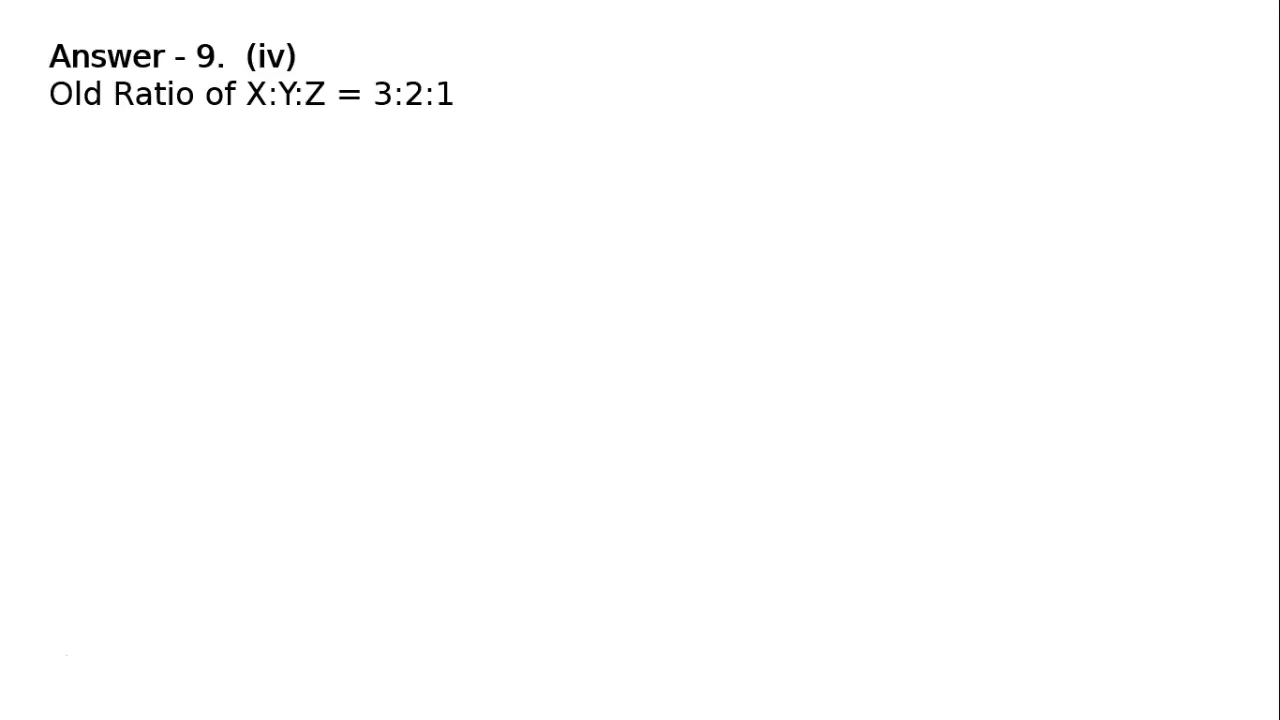 Answer - 9.  (iv)
Old Ratio of X:Y:Z = 3:2:1